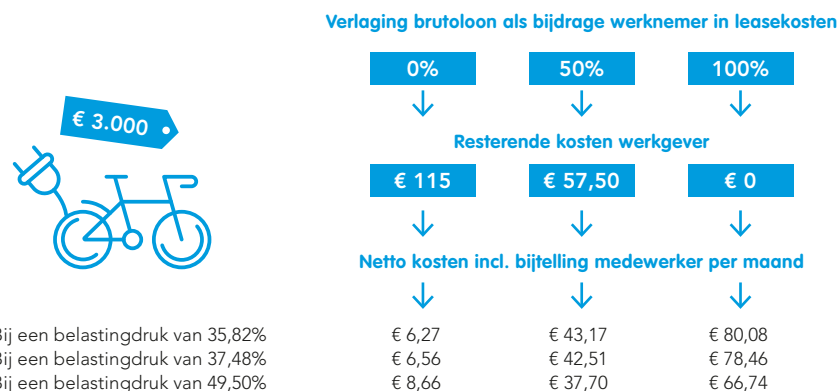 Verlaging brutoloon als bijdrage werknemer in leasekosten
0% 50% 100%
€ 3.000
Resterende kosten werkgever
€ 115 € 57,50 € 0
Netto kosten incl. bijtelling medewerker per maand
ij een belastingdruk van 35,82% € 6,27 € 43,17 € 80,08
ij een belastingdruk van 37,48% € 6,56 € 42,51 € 78,46
ij een belastingdruk van 49,50% € 8,66 € 37,70 € 66,74